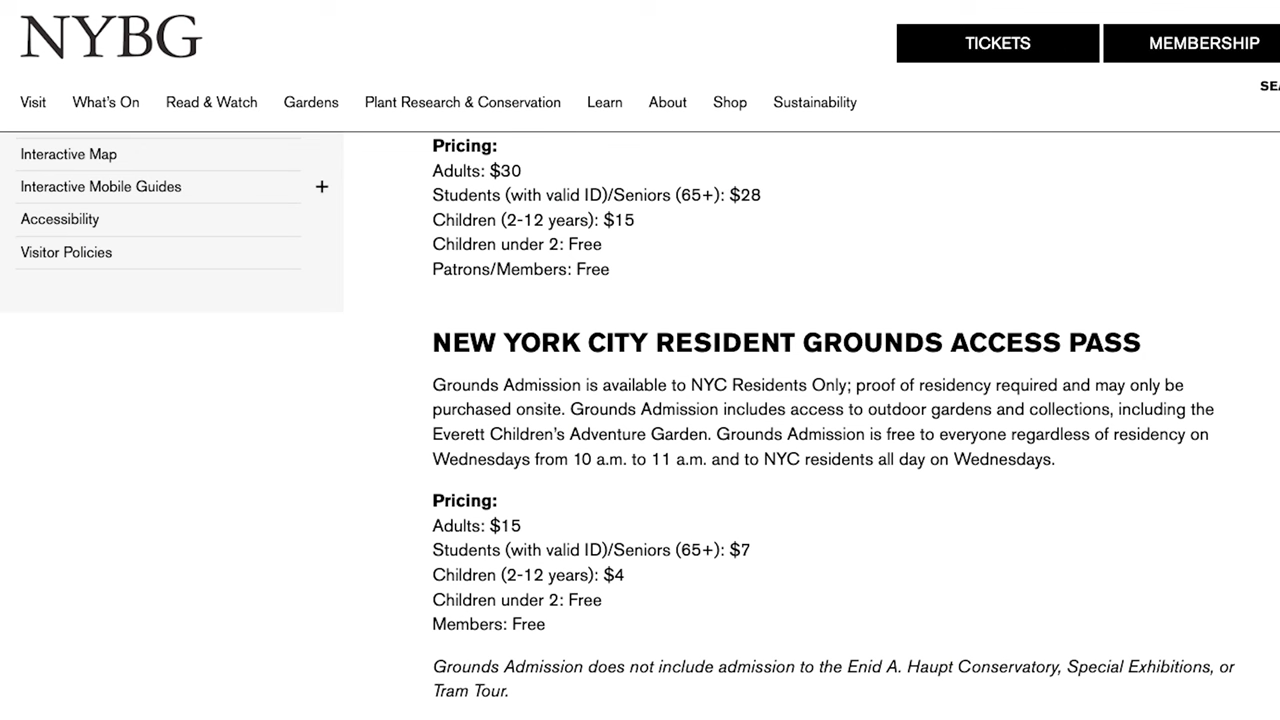 NYBG
TICKETS
MEMBERSHIP
Visit
What's On
Read & Watch
Gardens
Plant Research & Conservation
Learn
About
Shop
Sustainability
Interactive Map
Interactive Mobile Guides +
Accessibility
Visitor Policies
Pricing:
Adults: $30
Students (with valid ID)/Seniors (65+): $28
Children (2-12 years): $15
Children under 2: Free
Patrons/Members: Free
NEW YORK CITY RESIDENT GROUNDS ACCESS PASS
Grounds Admission is available to NYC Residents Only; proof of residency required and may only be
purchased onsite. Grounds Admission includes access to outdoor gardens and collections, including the
Everett Children's Adventure Garden. Grounds Admission is free to everyone regardless of residency on
Wednesdays from 10 a.m. to 11 a.m. and to NYC residents all day on Wednesdays.
Pricing:
Adults: $15
Students (with valid ID)/Seniors (65+): $7
Children (2-12 years): $4
Children under 2: Free
Members: Free
Grounds Admission does not include admission to the Enid A. Haupt Conservatory, Special Exhibitions, or
Tram Tour.